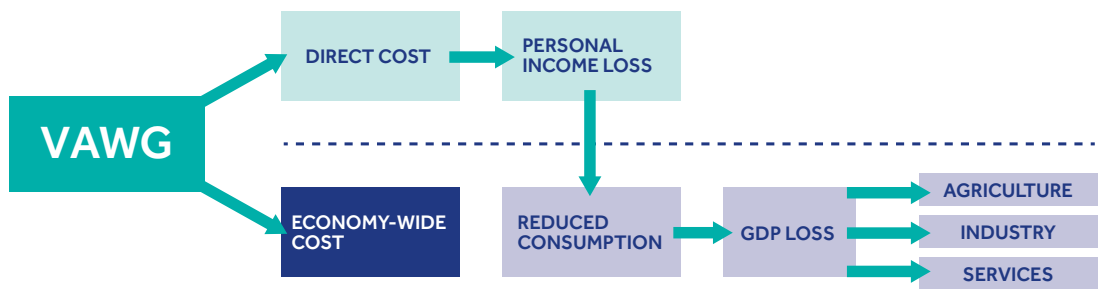 VAWG
DIRECT COST
PERSONAL
INCOME LOSS
ECONOMY-WIDE
COST
REDUCED
CONSUMPTION
GDP LOSS
AGRICULTURE
INDUSTRY
SERVICES